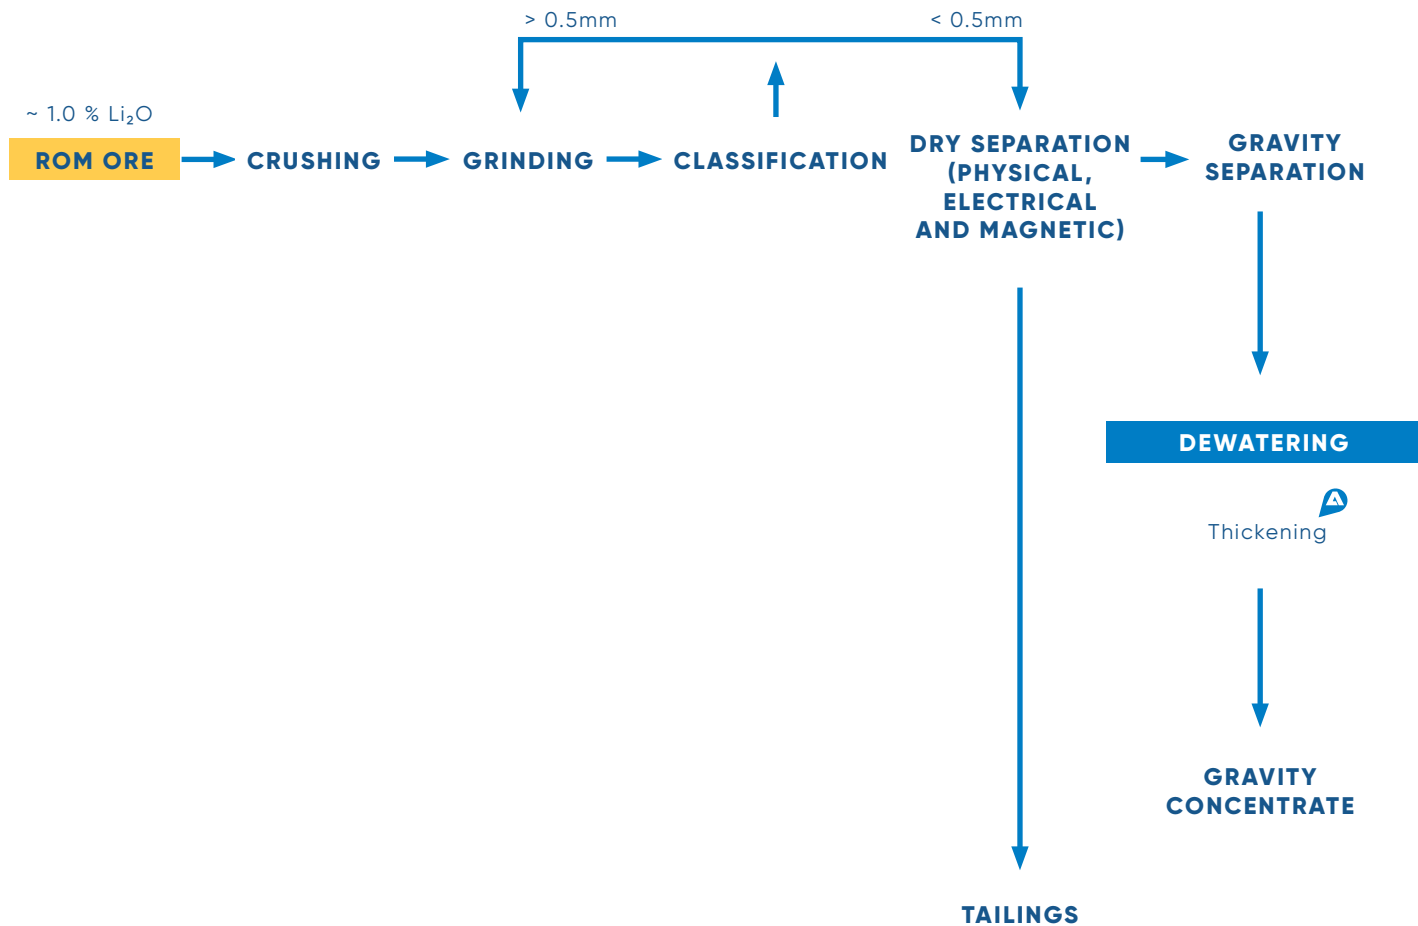 > 0.5mm
< 0.5mm
~ 1.0 % Li₂O
ROM ORE
CRUSHING
GRINDING
CLASSIFICATION
DRY SEPARATION
(PHYSICAL,
ELECTRICAL
AND MAGNETIC)
GRAVITY
SEPARATION
DEWATERING
Thickening
GRAVITY
CONCENTRATE
TAILINGS